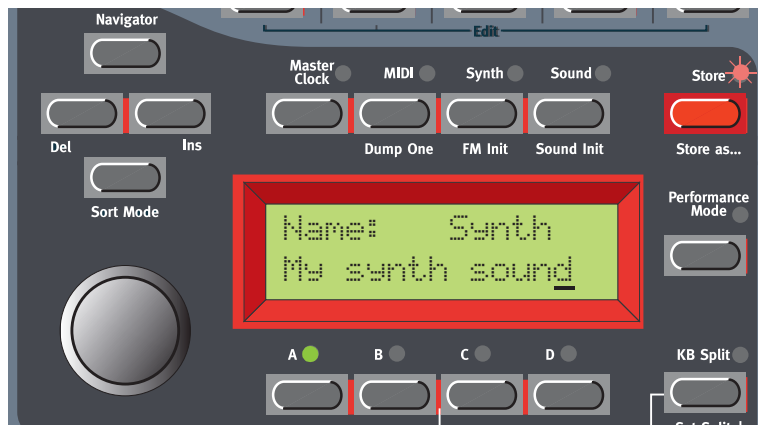 Edit
Navigator
Master Clock
MIDI
Synth
Sound
Store
Del
Ins
Dump One
FM Init
Sound Init
Store as...
Sort Mode
Performance Mode
Name: Synth
My synth sound
A
B
C
D
KB Split